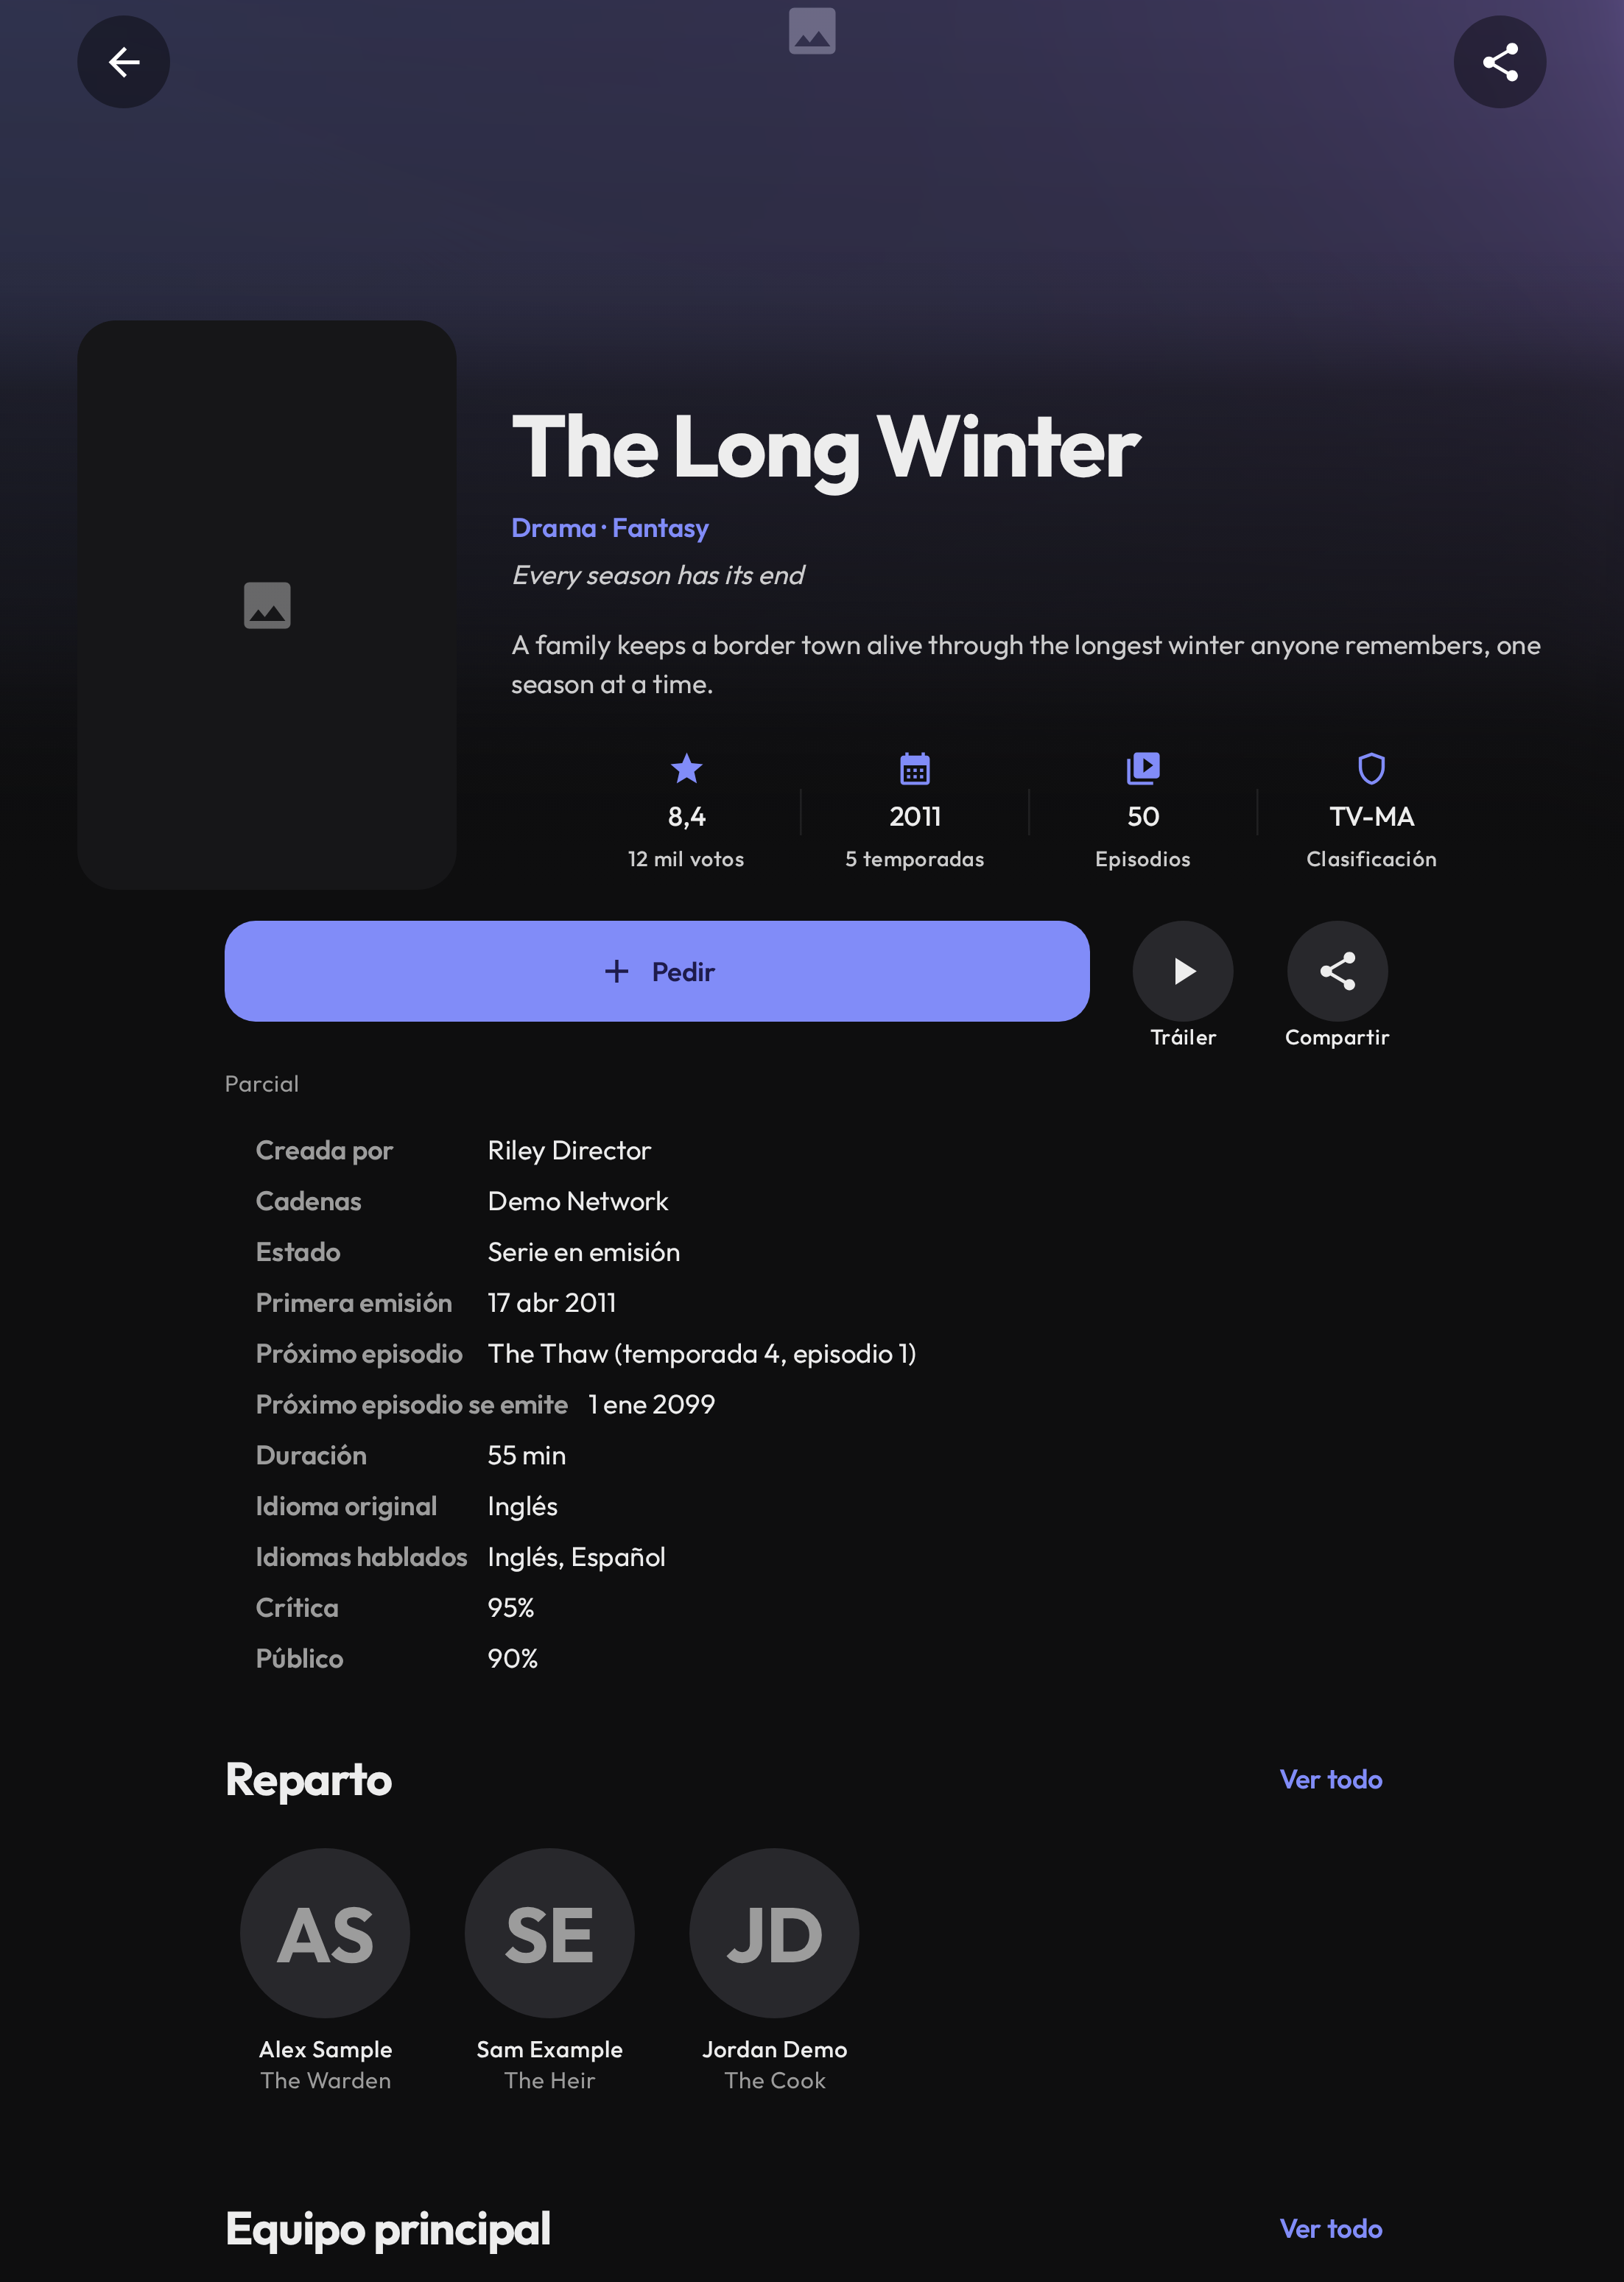 The Long Winter
Drama · Fantasy
Every season has its end
A family keeps a border town alive through the longest winter anyone remembers, one
season at a time.
8,4
12 mil votos
2011
5 temporadas
50
Episodios
TV-MA
Clasificación
Pedir
Tráiler
Compartir
Parcial
Creada por Riley Director
Cadenas Demo Network
Estado Serie en emisión
Primera emisión 17 abr 2011
Próximo episodio The Thaw (temporada 4, episodio 1)
Próximo episodio se emite 1 ene 2099
Duración 55 min
Idioma original Inglés
Idiomas hablados Inglés, Español
Crítica 95%
Público 90%
Reparto Ver todo
AS
Alex Sample
The Warden
SE
Sam Example
The Heir
JD
Jordan Demo
The Cook
Equipo principal Ver todo